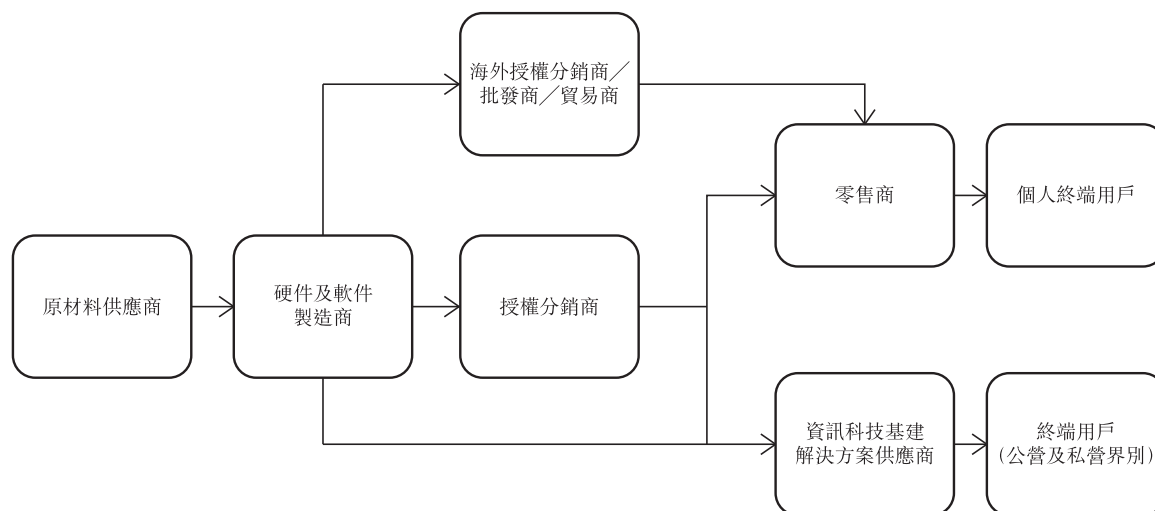 海外授權分銷商／
批發商／貿易商
零售商
個人終端用戶
原材料供應商
硬件及軟件
製造商
授權分銷商
資訊科技基建
解決方案供應商
終端用戶
(公營及私營界別)